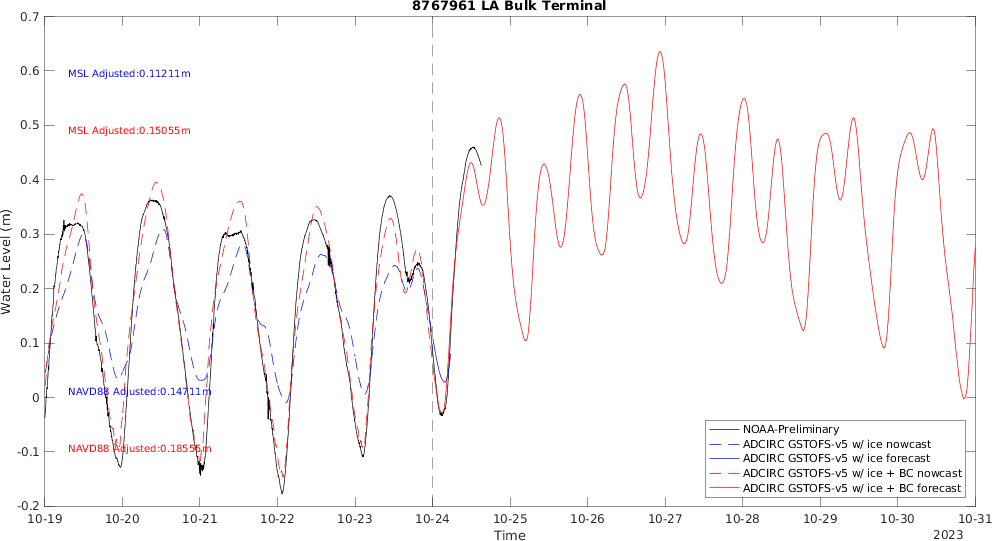 8767961 LA Bulk Terminal
0.7
0.6
0.5
0.4
0.3
0.2
0.1
0
-0.1
-0.2
Water Level (m)
MSL Adjusted:0.11211m
MSL Adjusted:0.15055m
NAVD88 Adjusted:0.14711m
NAVD88 Adjusted:0.18555m
NOAA-Preliminary
ADCIRC GSTOFS-v5 w/ ice nowcast
ADCIRC GSTOFS-v5 w/ ice forecast
ADCIRC GSTOFS-v5 w/ ice + BC nowcast
ADCIRC GSTOFS-v5 w/ ice + BC forecast
10-19 10-20 10-21 10-22 10-23 10-24 10-25 10-26 10-27 10-28 10-29 10-30 10-31
Time
2023